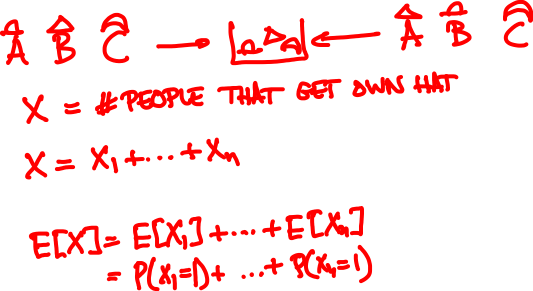 A B C → ← A B C
X = # PEOPLE THAT GET OWN HAT
X = X₁ + ... + Xₙ
E[X] = E[X₁] + ... + E[Xₙ]
= P(X₁=1) + ... + P(Xₙ=1)